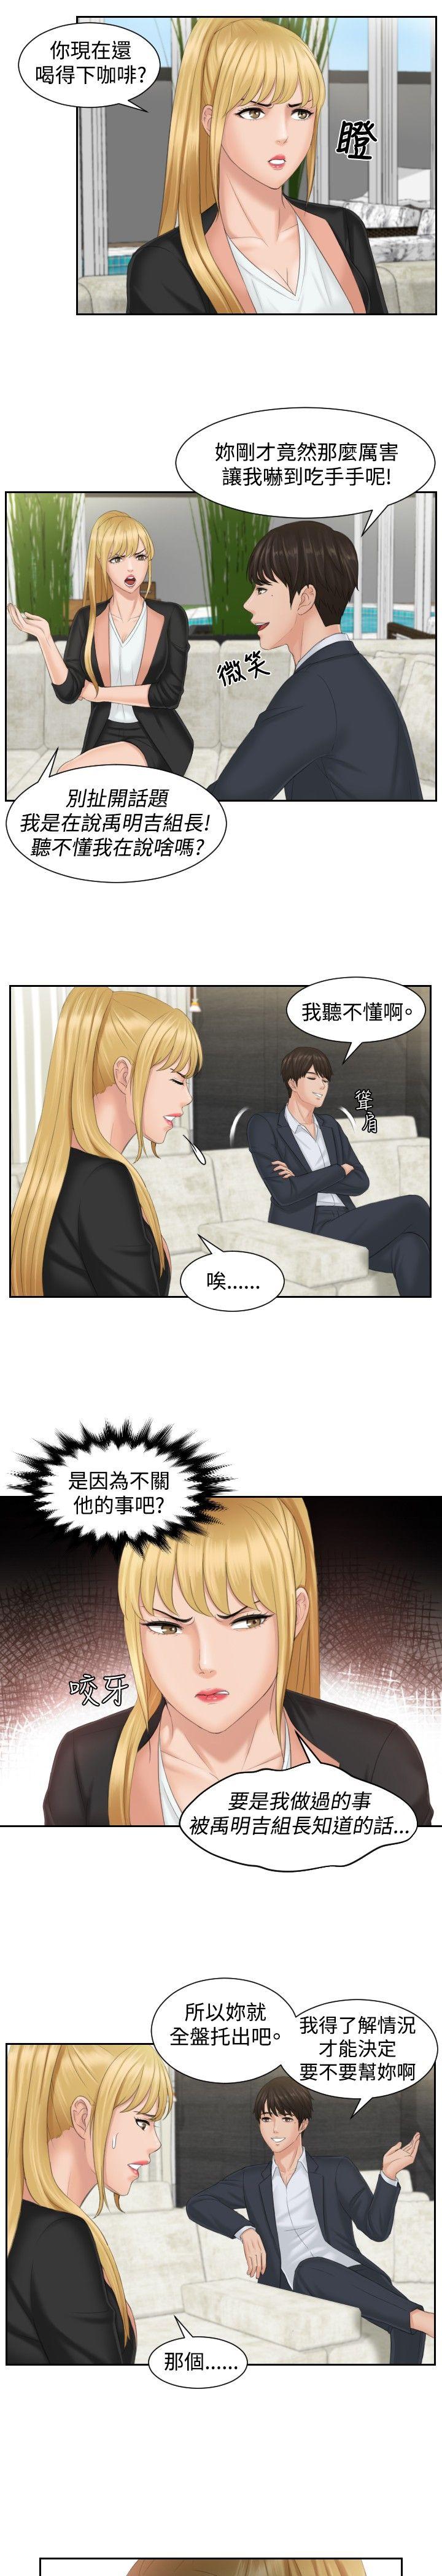 你現在還
喝得下咖啡?
瞪
妳剛才竟然那麼厲害
讓我嚇到吃手手呢!
微笑
別扯開話題
我是在說禹明吉組長!
聽不懂我在說啥嗎?
我聽不懂啊。
聳肩
唉......
是因為不關
他的事吧?
咬牙
要是我做過的事
被禹明吉組長知道的話...
所以妳就
全盤托出吧。
我得了解情況
才能決定
要不要幫妳啊
那個......